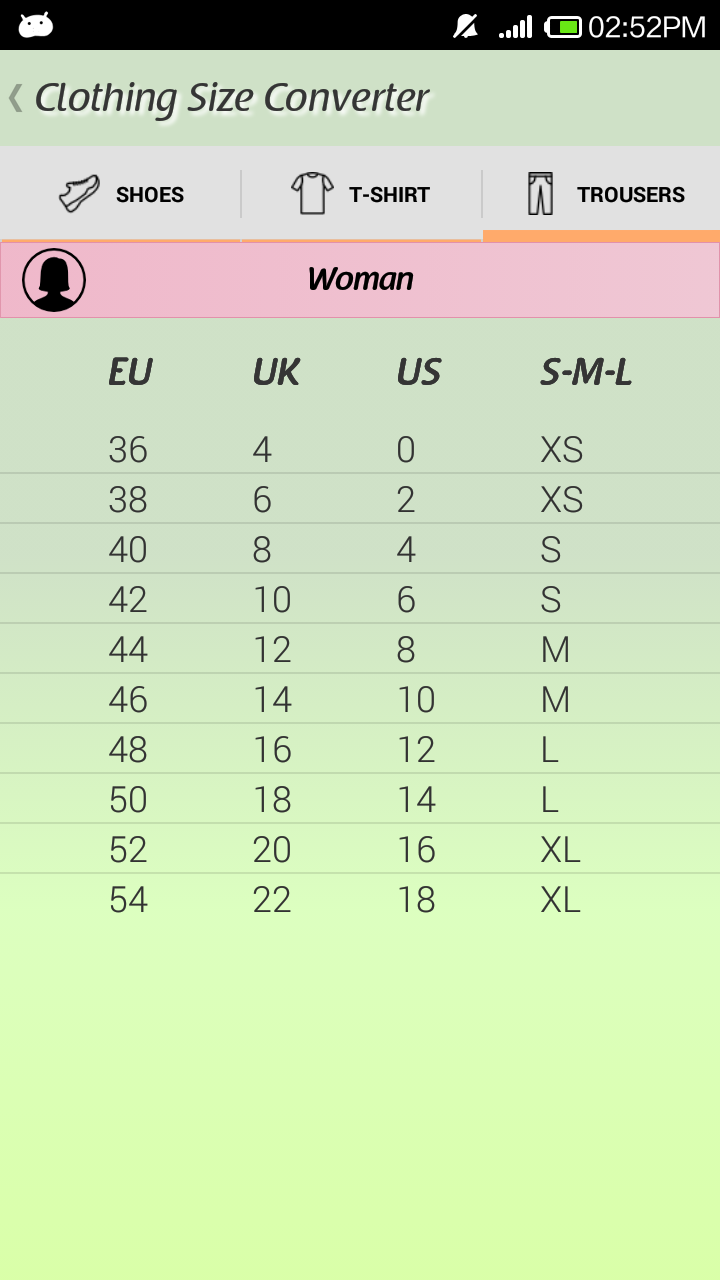 02:52PM
Clothing Size Converter
SHOES T-SHIRT TROUSERS
Woman
EU UK US S-M-L
36 4 0 XS
38 6 2 XS
40 8 4 S
42 10 6 S
44 12 8 M
46 14 10 M
48 16 12 L
50 18 14 L
52 20 16 XL
54 22 18 XL